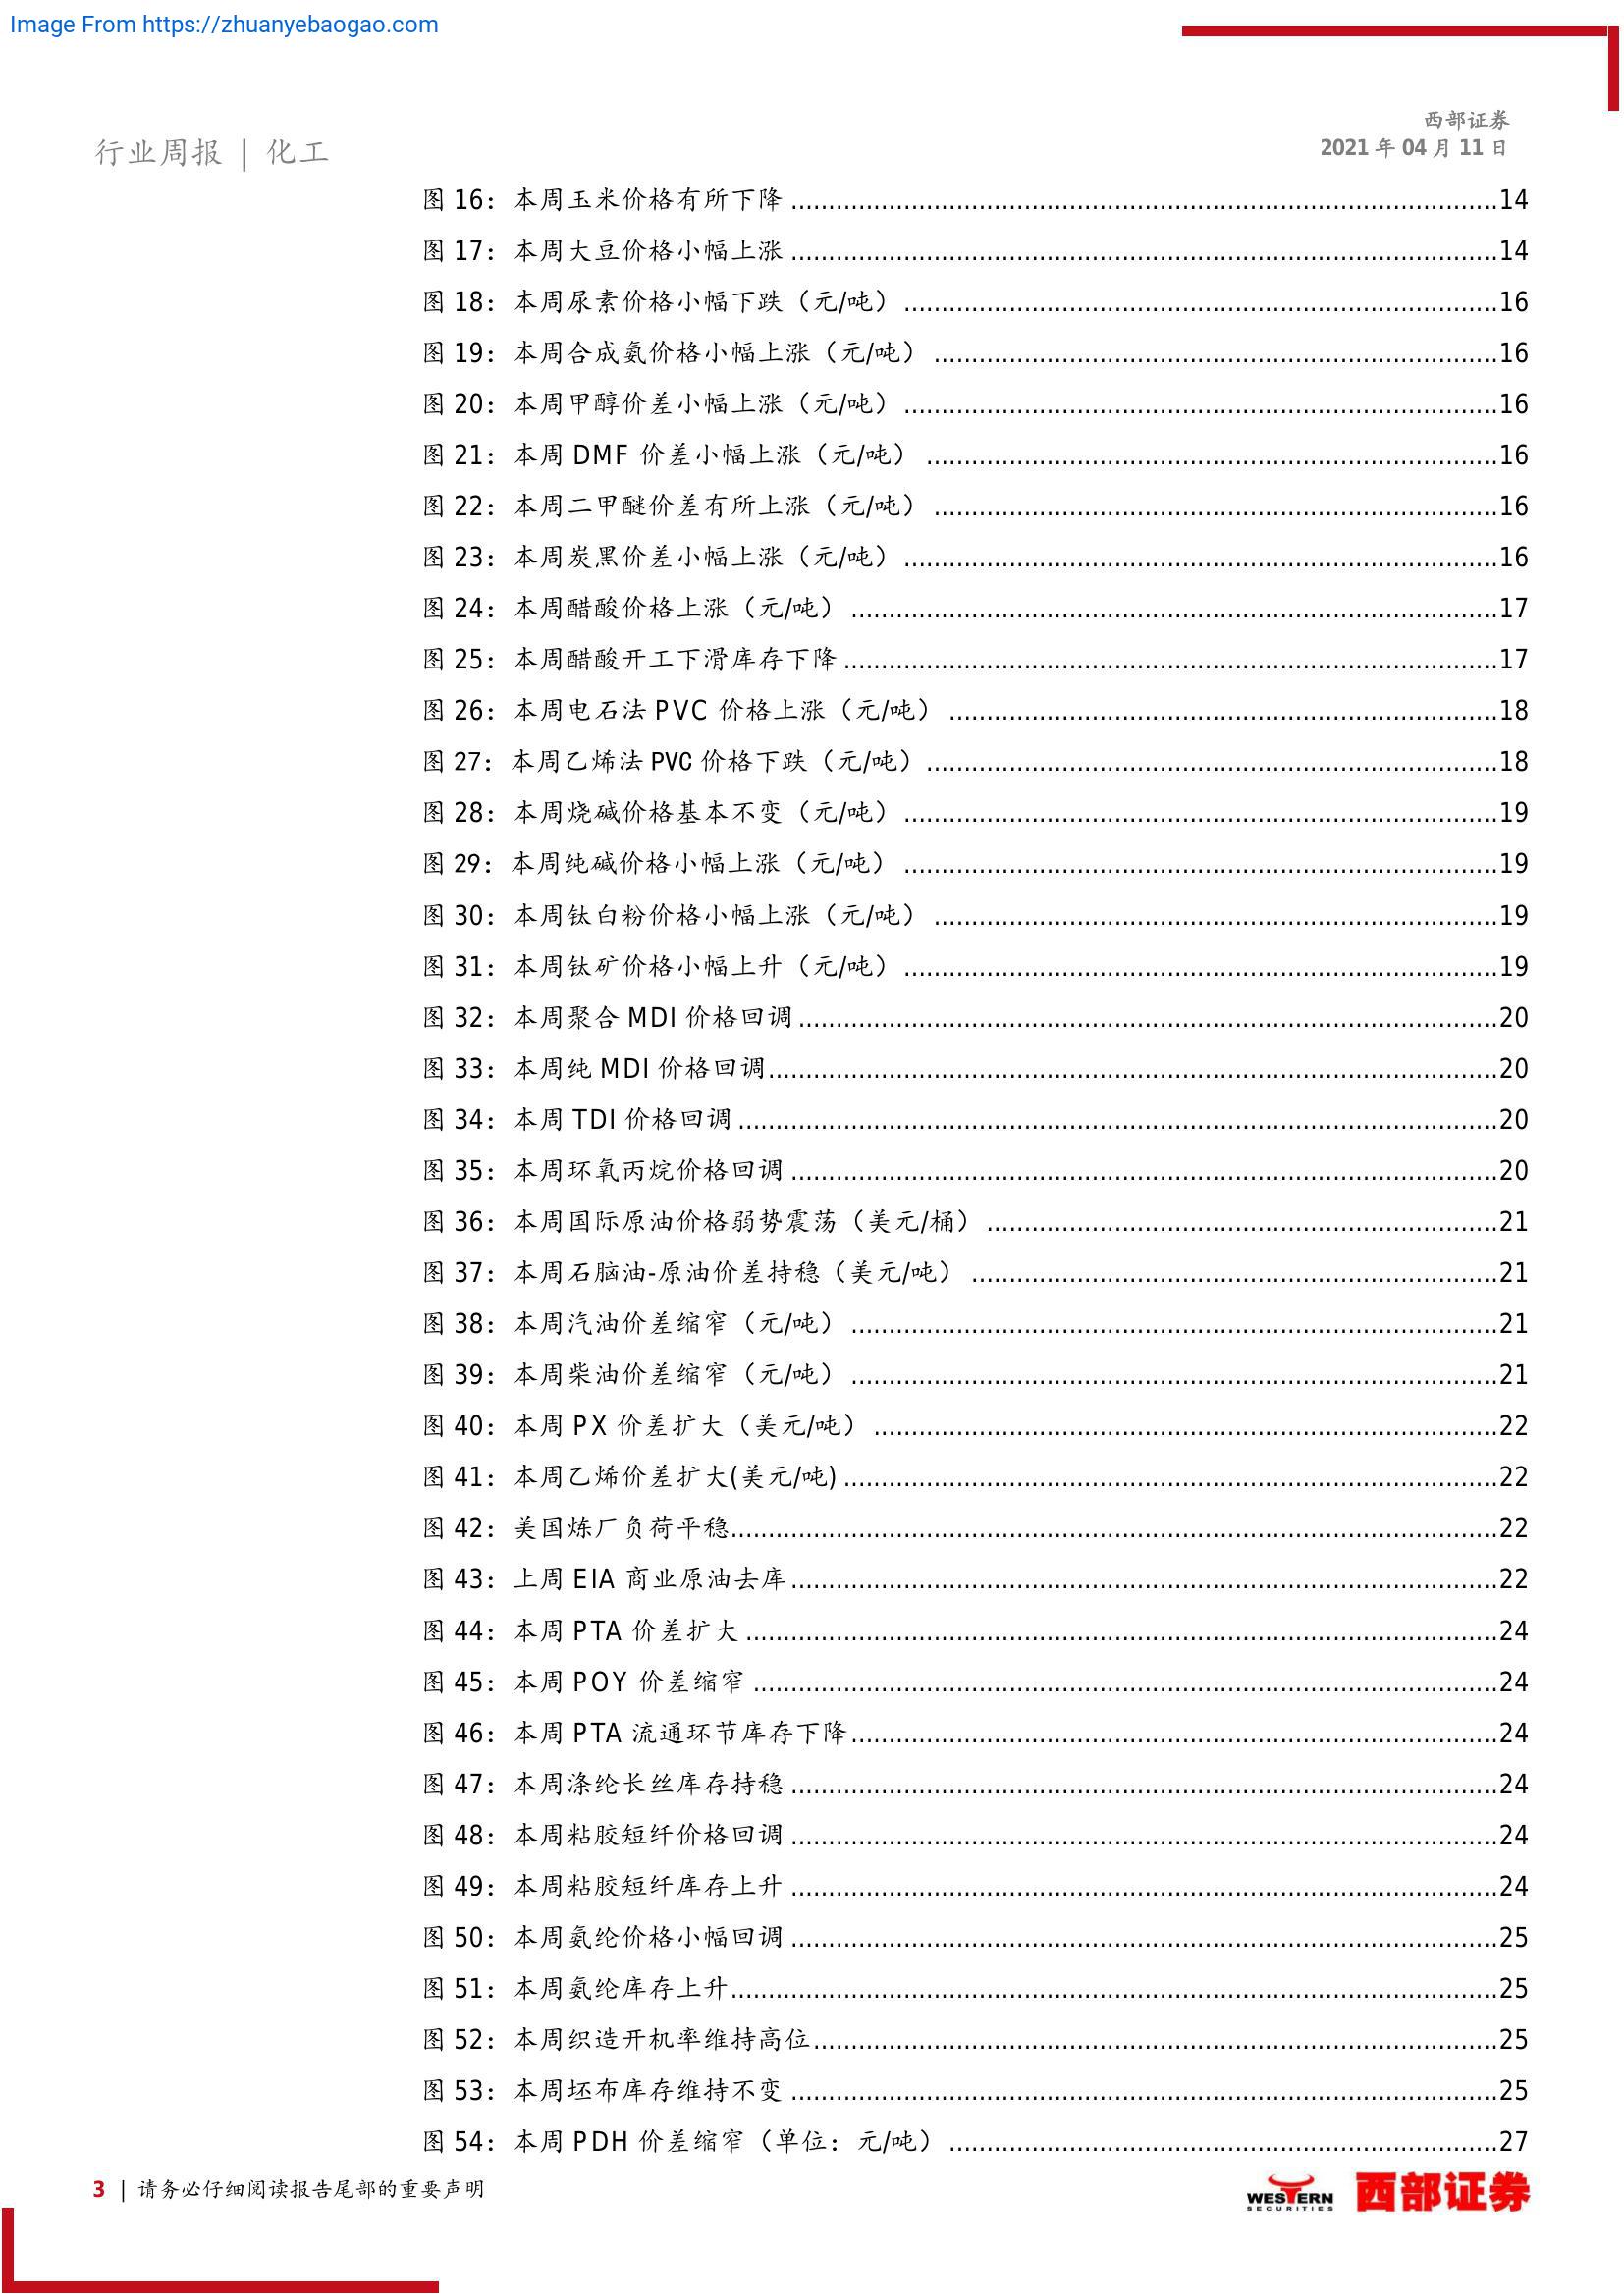 Image From https://zhuanyebaogao.com
西部证券
行业周报 | 化工
2021 年 04 月 11 日
图 16：本周玉米价格有所下降 ........................................14
图 17：本周大豆价格小幅上涨 ........................................14
图 18：本周尿素价格小幅下跌（元/吨） ........................................16
图 19：本周合成氨价格小幅上涨（元/吨） ........................................16
图 20：本周甲醇价差小幅上涨（元/吨） ........................................16
图 21：本周 DMF 价差小幅上涨（元/吨） ........................................16
图 22：本周二甲醚价差有所上涨（元/吨） ........................................16
图 23：本周炭黑价差小幅上涨（元/吨） ........................................16
图 24：本周醋酸价格上涨（元/吨） ........................................17
图 25：本周醋酸开工下滑库存下降 ........................................17
图 26：本周电石法 PVC 价格上涨（元/吨） ........................................18
图 27：本周乙烯法 PVC 价格下跌（元/吨） ........................................18
图 28：本周烧碱价格基本不变（元/吨） ........................................19
图 29：本周纯碱价格小幅上涨（元/吨） ........................................19
图 30：本周钛白粉价格小幅上涨（元/吨） ........................................19
图 31：本周钛矿价格小幅上升（元/吨） ........................................19
图 32：本周聚合 MDI 价格回调 ........................................20
图 33：本周纯 MDI 价格回调 ........................................20
图 34：本周 TDI 价格回调 ........................................20
图 35：本周环氧丙烷价格回调 ........................................20
图 36：本周国际原油价格弱势震荡（美元/桶） ........................................21
图 37：本周石脑油-原油价差持稳（美元/吨） ........................................21
图 38：本周汽油价差缩窄（元/吨） ........................................21
图 39：本周柴油价差缩窄（元/吨） ........................................21
图 40：本周 PX 价差扩大（美元/吨） ........................................22
图 41：本周乙烯价差扩大(美元/吨) ........................................22
图 42：美国炼厂负荷平稳 ........................................22
图 43：上周 EIA 商业原油去库 ........................................22
图 44：本周 PTA 价差扩大 ........................................24
图 45：本周 POY 价差缩窄 ........................................24
图 46：本周 PTA 流通环节库存下降 ........................................24
图 47：本周涤纶长丝库存持稳 ........................................24
图 48：本周粘胶短纤价格回调 ........................................24
图 49：本周粘胶短纤库存上升 ........................................24
图 50：本周氨纶价格小幅回调 ........................................25
图 51：本周氨纶库存上升 ........................................25
图 52：本周织造开机率维持高位 ........................................25
图 53：本周坯布库存维持不变 ........................................25
图 54：本周 PDH 价差缩窄（单位：元/吨） ........................................27
3 | 请务必仔细阅读报告尾部的重要声明
WESTERN
SECURITIES
西部证券